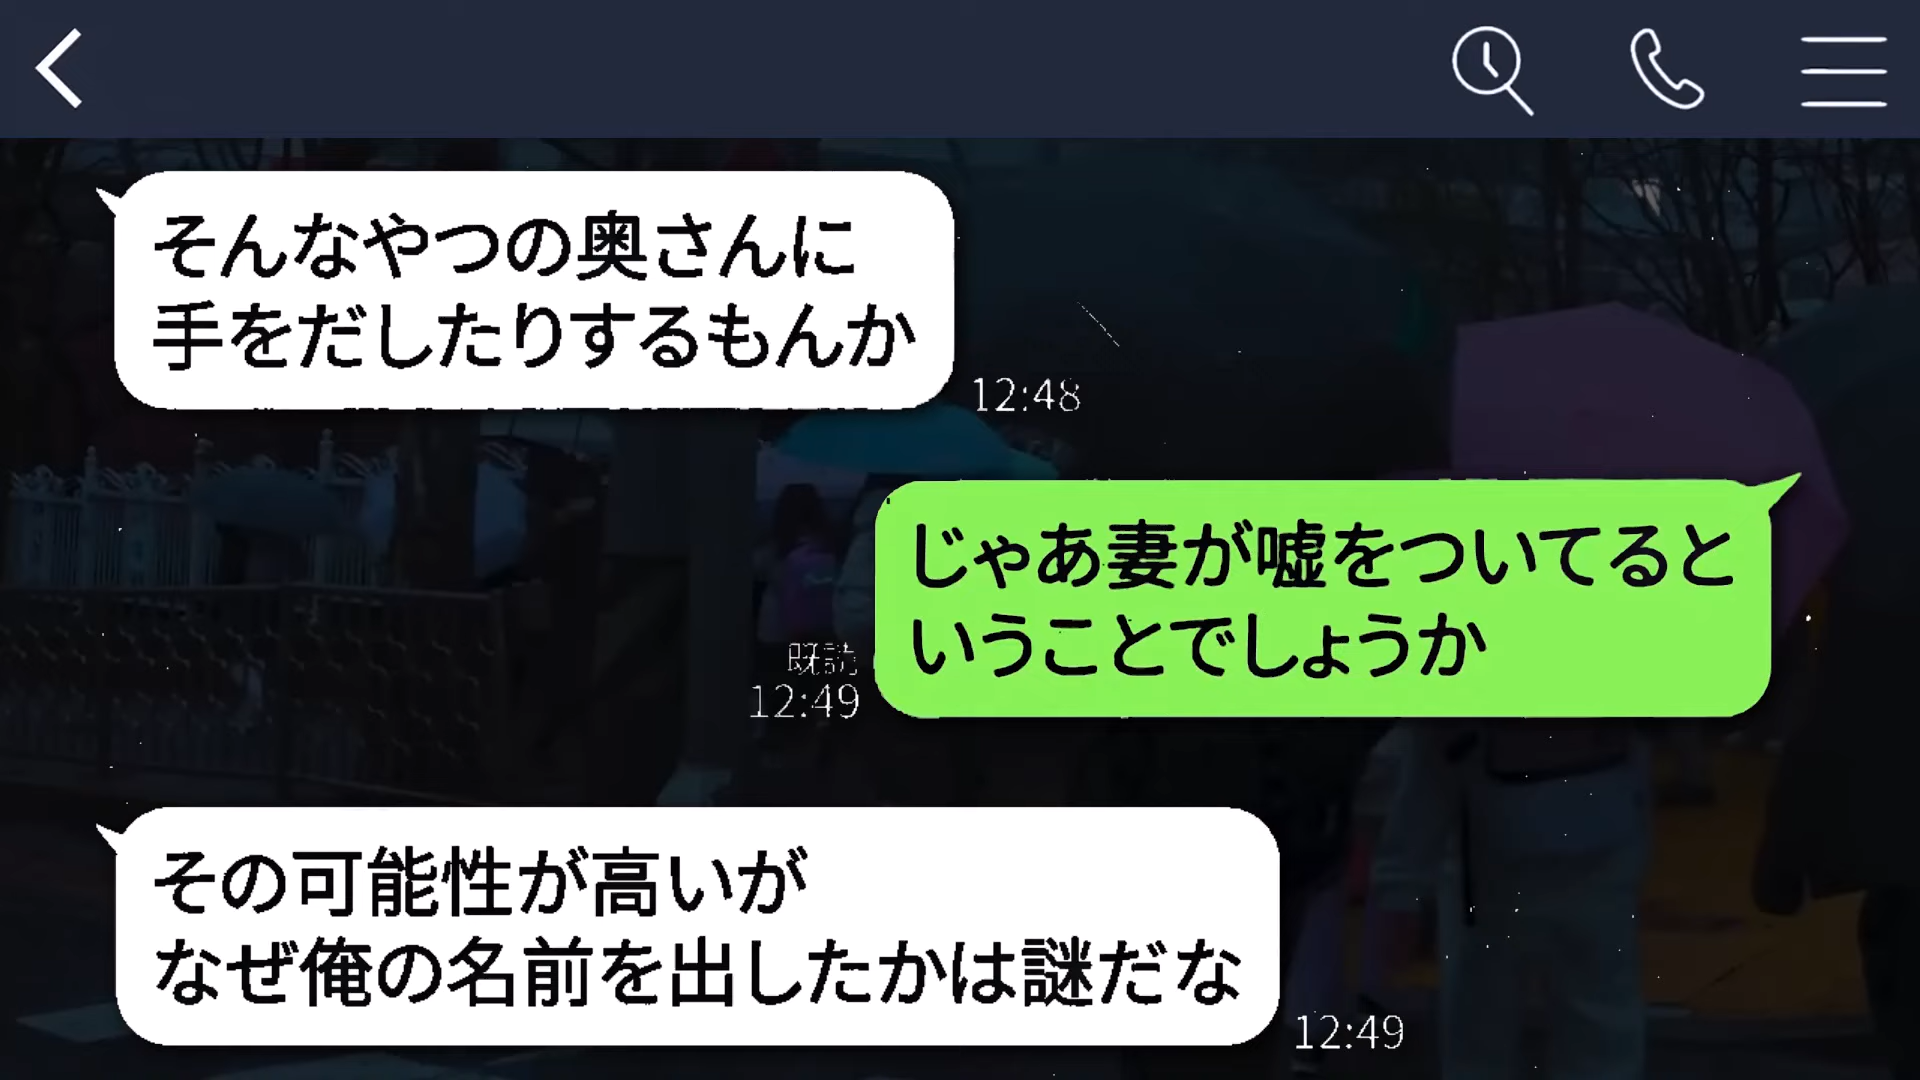 そんなやつの奥さんに
手をだしたりするもんか
12:48
じゃあ妻が嘘をついてると
いうことでしょうか
既読
12:49
その可能性が高いが
なぜ俺の名前を出したかは謎だな
12:49